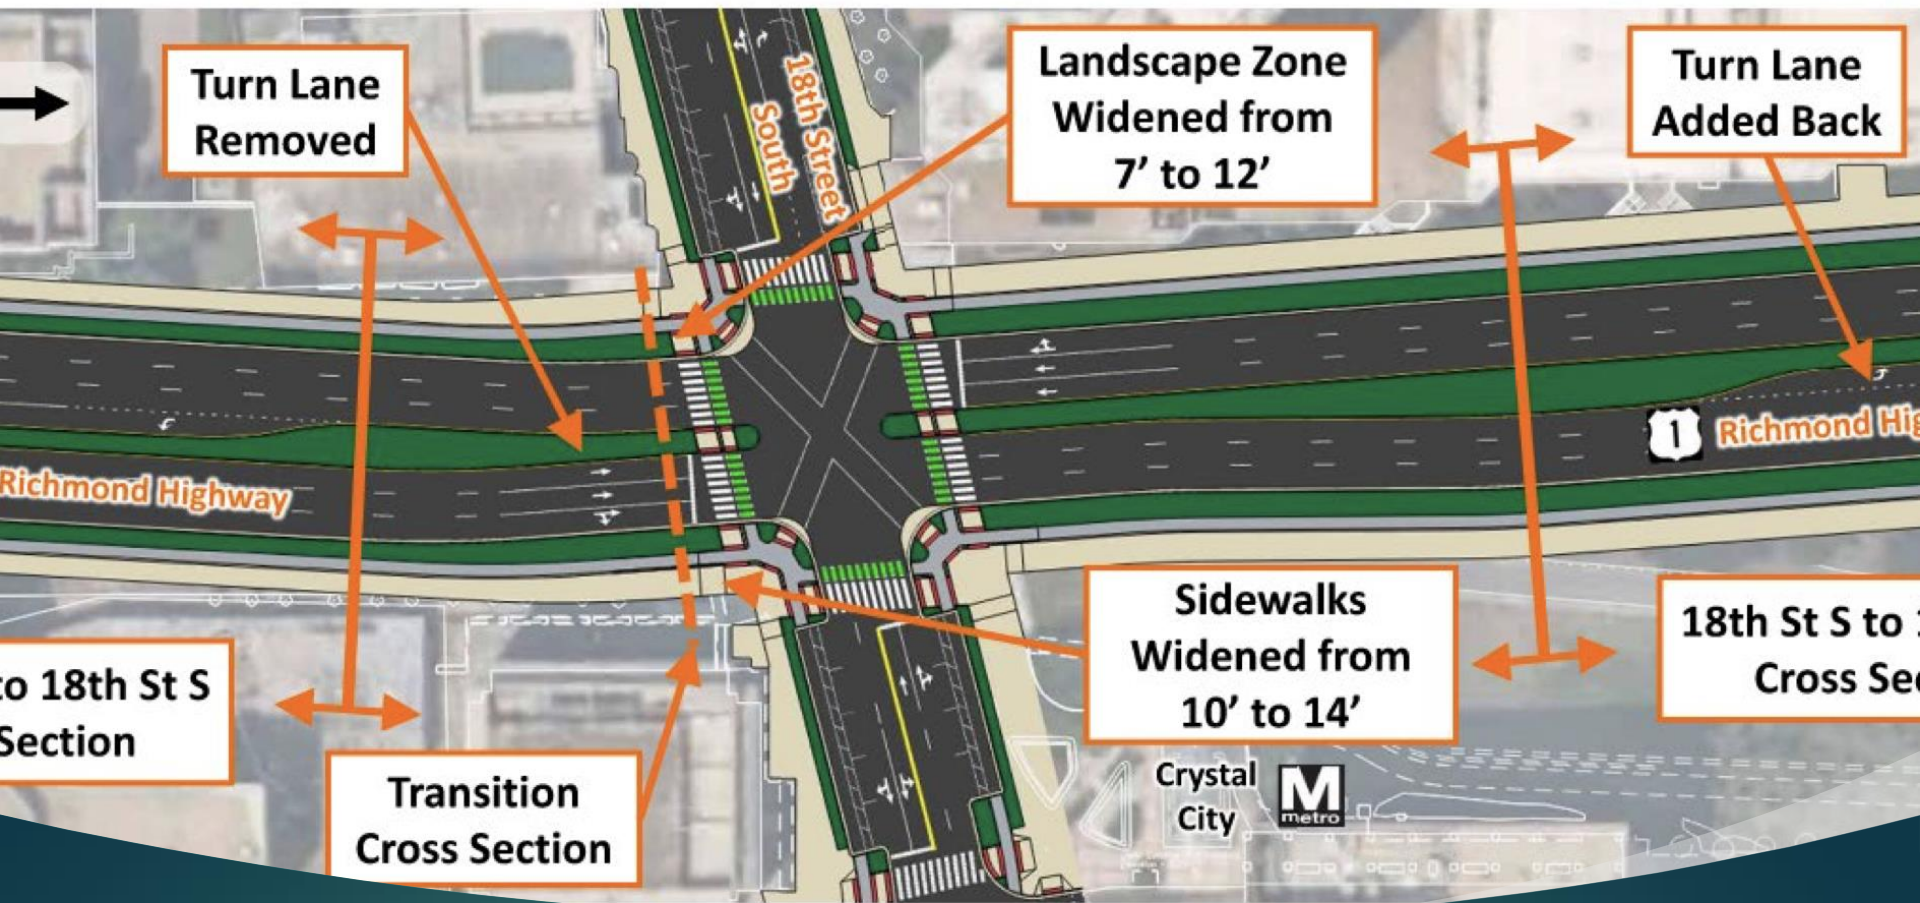 Turn Lane
Removed
18th Street
South
Landscape Zone
Widened from
7’ to 12’
Turn Lane
Added Back
1
Richmond Hig
Richmond Highway
to 18th St S
Section
Transition
Cross Section
Sidewalks
Widened from
10’ to 14’
18th St S to 1
Cross Sec
Crystal
City
M
metro